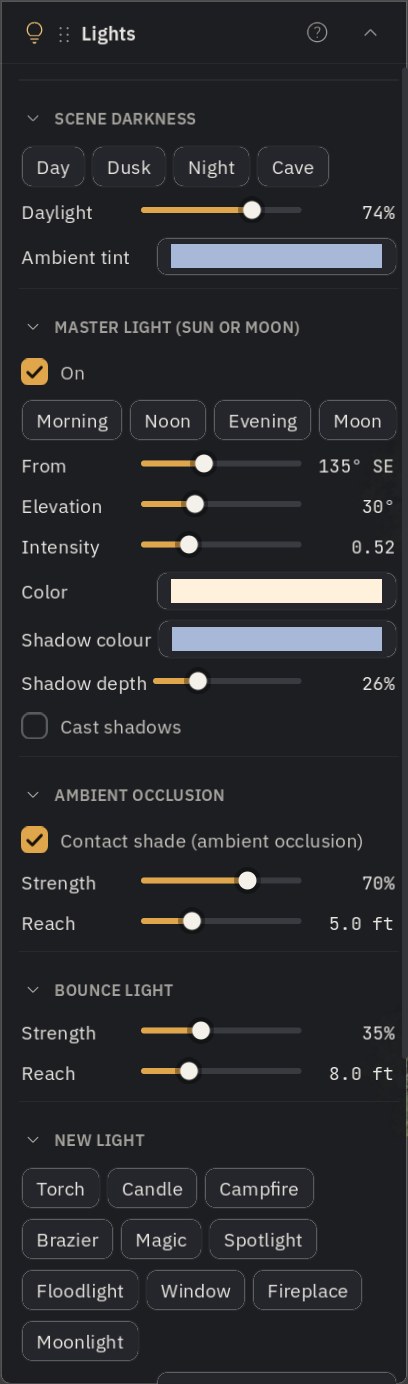 Lights ?
SCENE DARKNESS
Day Dusk Night Cave
Daylight 74%
Ambient tint
MASTER LIGHT (SUN OR MOON)
On
Morning Noon Evening Moon
From 135° SE
Elevation 30°
Intensity 0.52
Color
Shadow colour
Shadow depth 26%
Cast shadows
AMBIENT OCCLUSION
Contact shade (ambient occlusion)
Strength 70%
Reach 5.0 ft
BOUNCE LIGHT
Strength 35%
Reach 8.0 ft
NEW LIGHT
Torch Candle Campfire
Brazier Magic Spotlight
Floodlight Window Fireplace
Moonlight